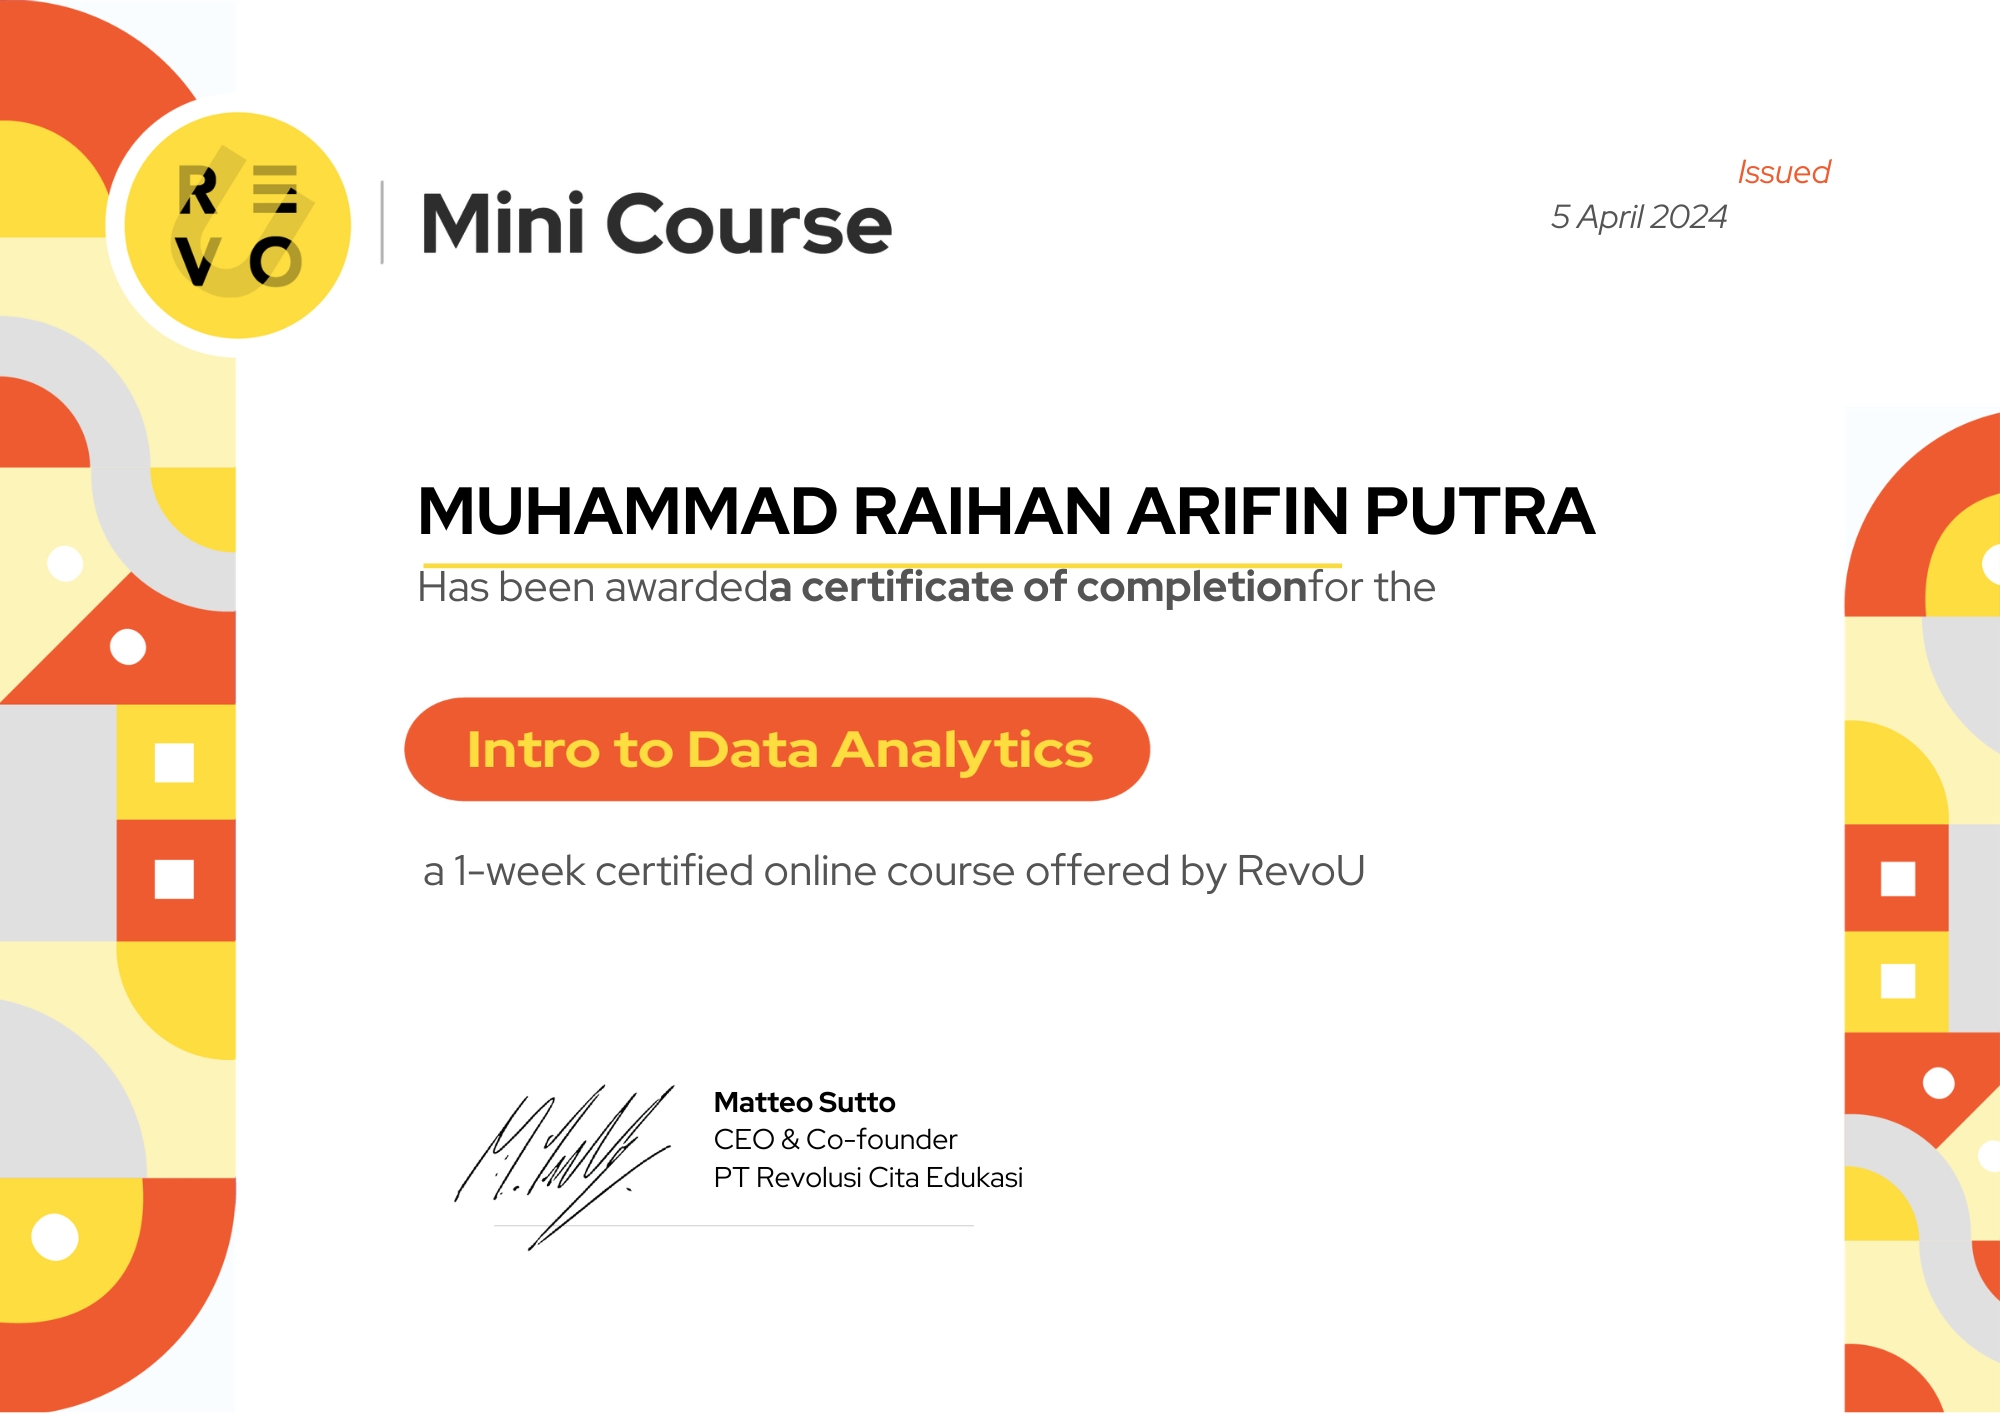 REVO
Mini Course
Issued
5 April 2024
MUHAMMAD RAIHAN ARIFIN PUTRA
Has been awardeda certificate of completionfor the
Intro to Data Analytics
a 1-week certified online course offered by RevoU
Matteo Sutto
CEO & Co-founder
PT Revolusi Cita Edukasi